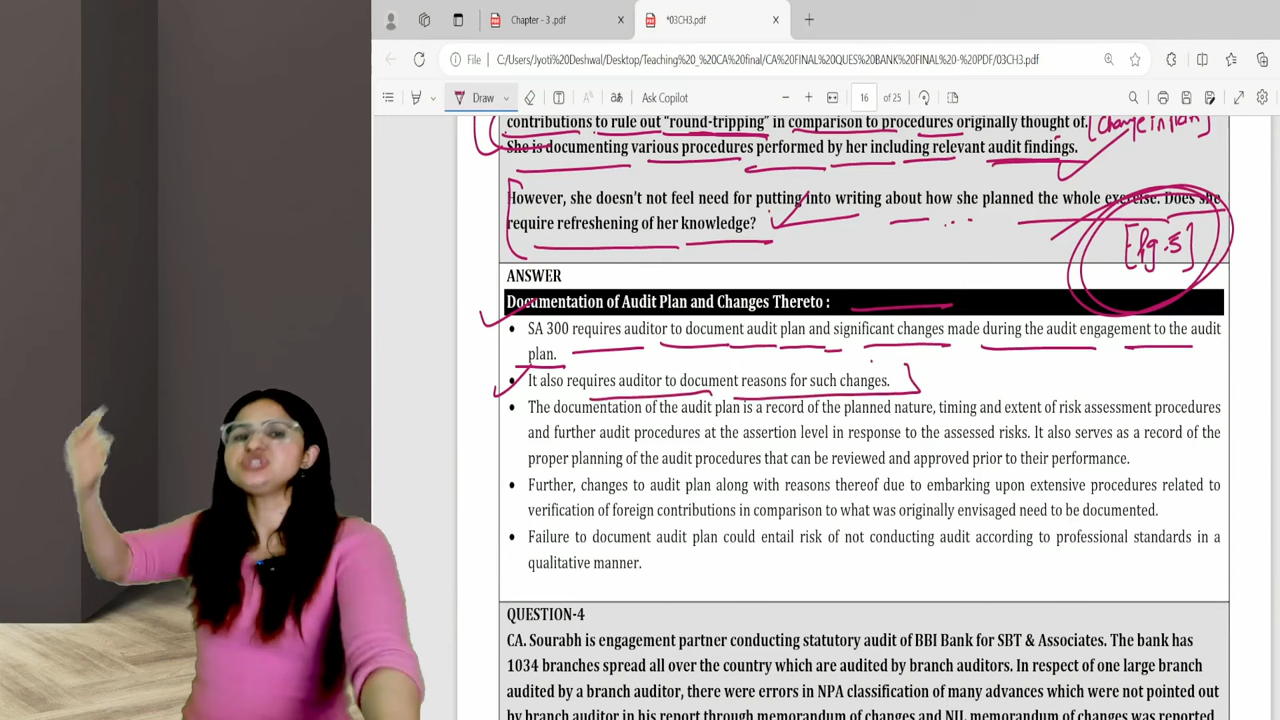 Chapter - 3 .pdf
*03CH3.pdf
File
C:/Users/Jyoti%20Deshwal/Desktop/Teaching%20_%20CA%20final/CA%20FINAL%20QUES%20BANK%20FINAL%20-%20PDF/03CH3.pdf
Draw
Ask Copilot
16 of 25
contributions to rule out “round-tripping” in comparison to procedures originally thought of.
[Change in Plan]
She is documenting various procedures performed by her including relevant audit findings.
However, she doesn’t not feel need for putting into writing about how she planned the whole exercise. Does she
require refreshening of her knowledge?
[Pg. 5]
ANSWER
Documentation of Audit Plan and Changes Thereto :
• SA 300 requires auditor to document audit plan and significant changes made during the audit engagement to the audit
plan.
• It also requires auditor to document reasons for such changes.
• The documentation of the audit plan is a record of the planned nature, timing and extent of risk assessment procedures
and further audit procedures at the assertion level in response to the assessed risks. It also serves as a record of the
proper planning of the audit procedures that can be reviewed and approved prior to their performance.
• Further, changes to audit plan along with reasons thereof due to embarking upon extensive procedures related to
verification of foreign contributions in comparison to what was originally envisaged need to be documented.
• Failure to document audit plan could entail risk of not conducting audit according to professional standards in a
qualitative manner.
QUESTION-4
CA. Sourabh is engagement partner conducting statutory audit of BBI Bank for SBT & Associates. The bank has
1034 branches spread all over the country which are audited by branch auditors. In respect of one large branch
audited by a branch auditor, there were errors in NPA classification of many advances which were not pointed out
by branch auditor in his report through memorandum of changes and NIL memorandum of changes was reported